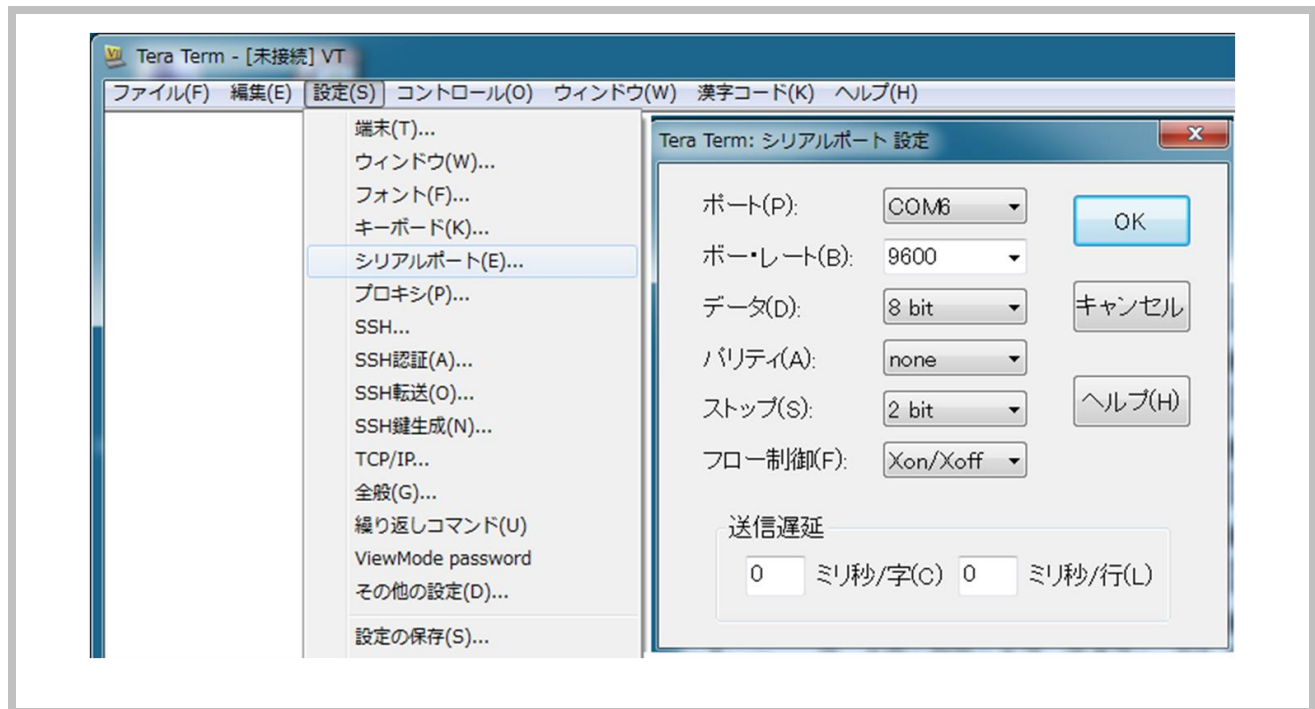 Tera Term - [未接続] VT
ファイル(F) 編集(E) 設定(S) コントロール(O) ウィンドウ(W) 漢字コード(K) ヘルプ(H)
端末(T)...
ウィンドウ(W)...
フォント(F)...
キーボード(K)...
シリアルポート(E)...
プロキシ(P)...
SSH...
SSH認証(A)...
SSH転送(O)...
SSH鍵生成(N)...
TCP/IP...
全般(G)...
繰り返しコマンド(U)
ViewMode password
その他の設定(D)...
設定の保存(S)...
Tera Term: シリアルポート 設定
ポート(P): COM6
OK
ボー・レート(B): 9600
データ(D): 8 bit
キャンセル
パリティ(A): none
ストップ(S): 2 bit
ヘルプ(H)
フロー制御(F): Xon/Xoff
送信遅延
0 ミリ秒/字(C) 0 ミリ秒/行(L)